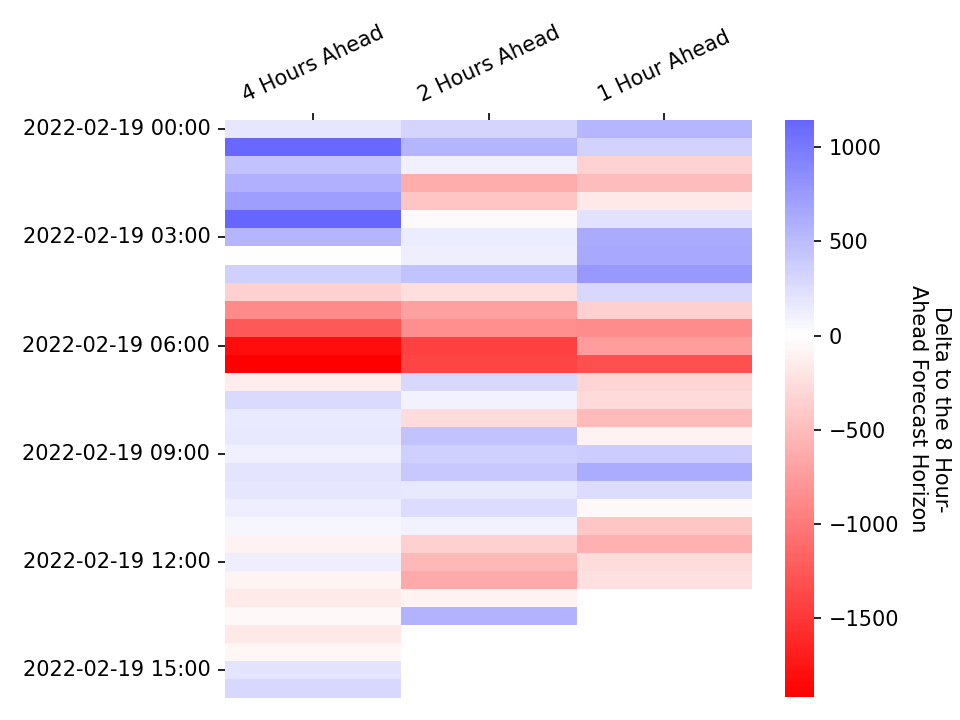 4 Hours Ahead
2 Hours Ahead
1 Hour Ahead
2022-02-19 00:00
2022-02-19 03:00
2022-02-19 06:00
2022-02-19 09:00
2022-02-19 12:00
2022-02-19 15:00
1000
500
0
−500
−1000
−1500
Delta to the 8 Hour-
Ahead Forecast Horizon